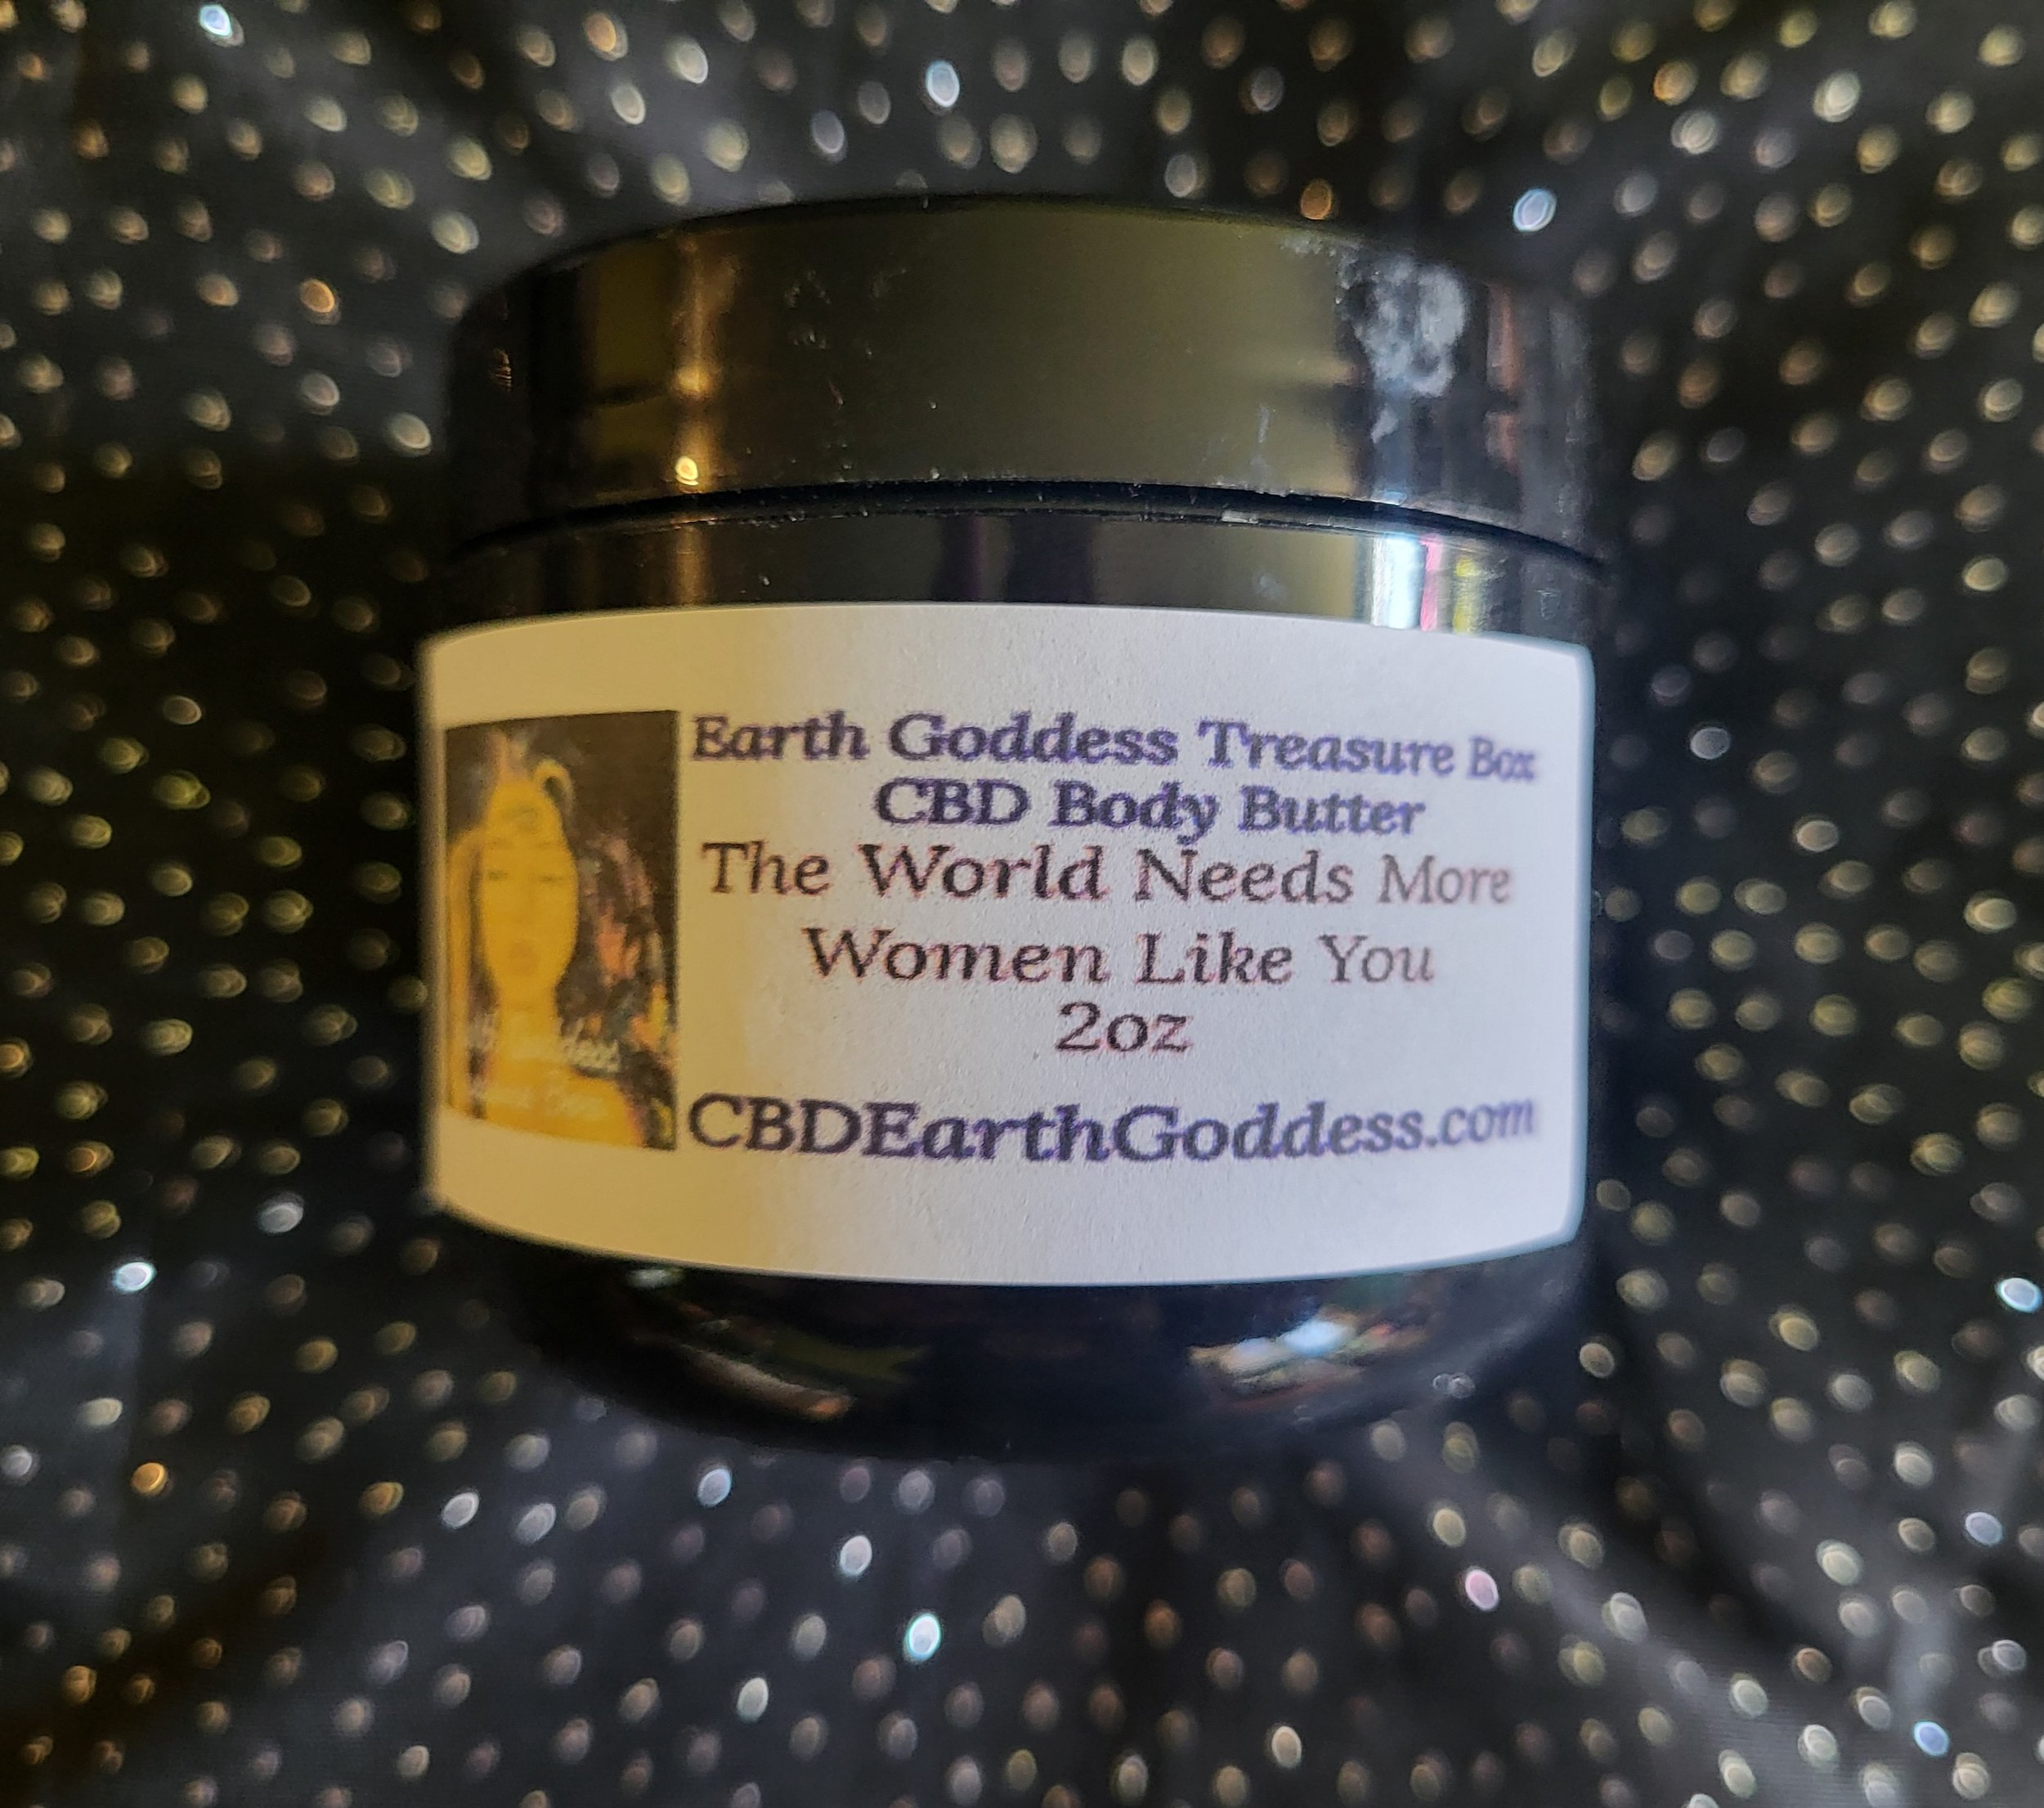 Earth Goddess Treasure Box
CBD Body Butter
The World Needs More
Women Like You
2oz
CBDEarthGoddess.com